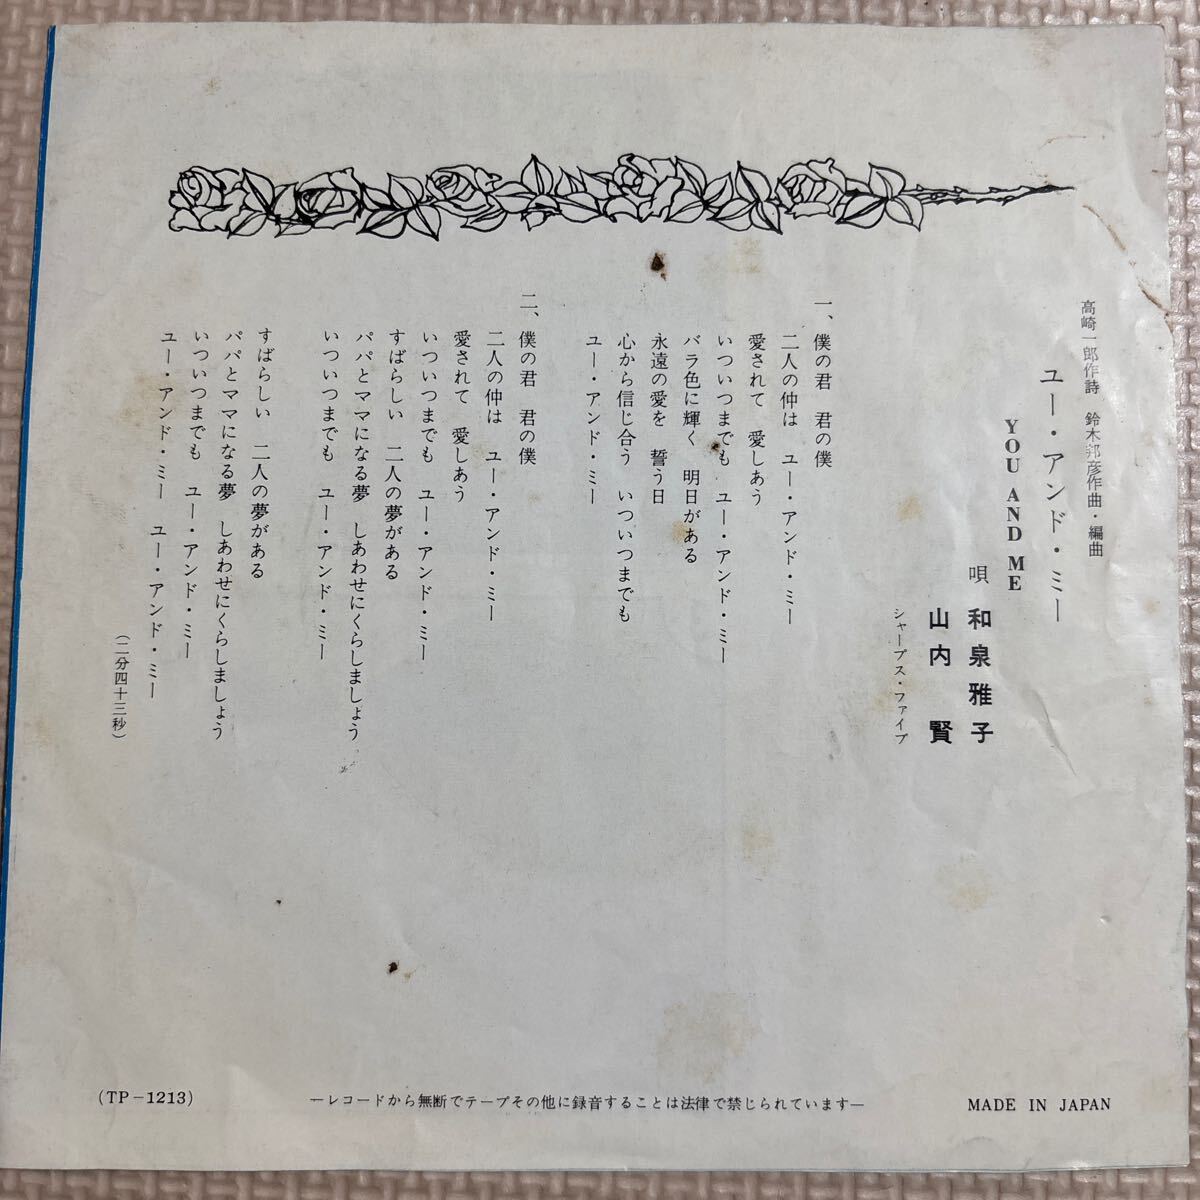 高崎一郎作詩　鈴木邦彦作曲・編曲
ユー・アンド・ミー
YOU AND ME
唄　和泉雅子
山内　賢
シャープス・ファイブ
一、僕の君　君の僕
二人の仲は　ユー・アンド・ミー
愛されて　愛しあう
いついつまでも　ユー・アンド・ミー
バラ色に輝く　明日がある
永遠の愛を　誓う日
心から信じ合う　いついつまでも
ユー・アンド・ミー
二、僕の君　君の僕
二人の仲は　ユー・アンド・ミー
愛されて　愛しあう
いついつまでも　ユー・アンド・ミー
すばらしい　二人の夢がある
パパとママになる夢　しあわせにくらしましょう
いついつまでも　ユー・アンド・ミー
すばらしい　二人の夢がある
パパとママになる夢　しあわせにくらしましょう
いついつまでも　ユー・アンド・ミー
ユー・アンド・ミー　ユー・アンド・ミー
（二分四十三秒）
(TP-1213)
―レコードから無断でテープその他に録音することは法律で禁じられています―
MADE IN JAPAN